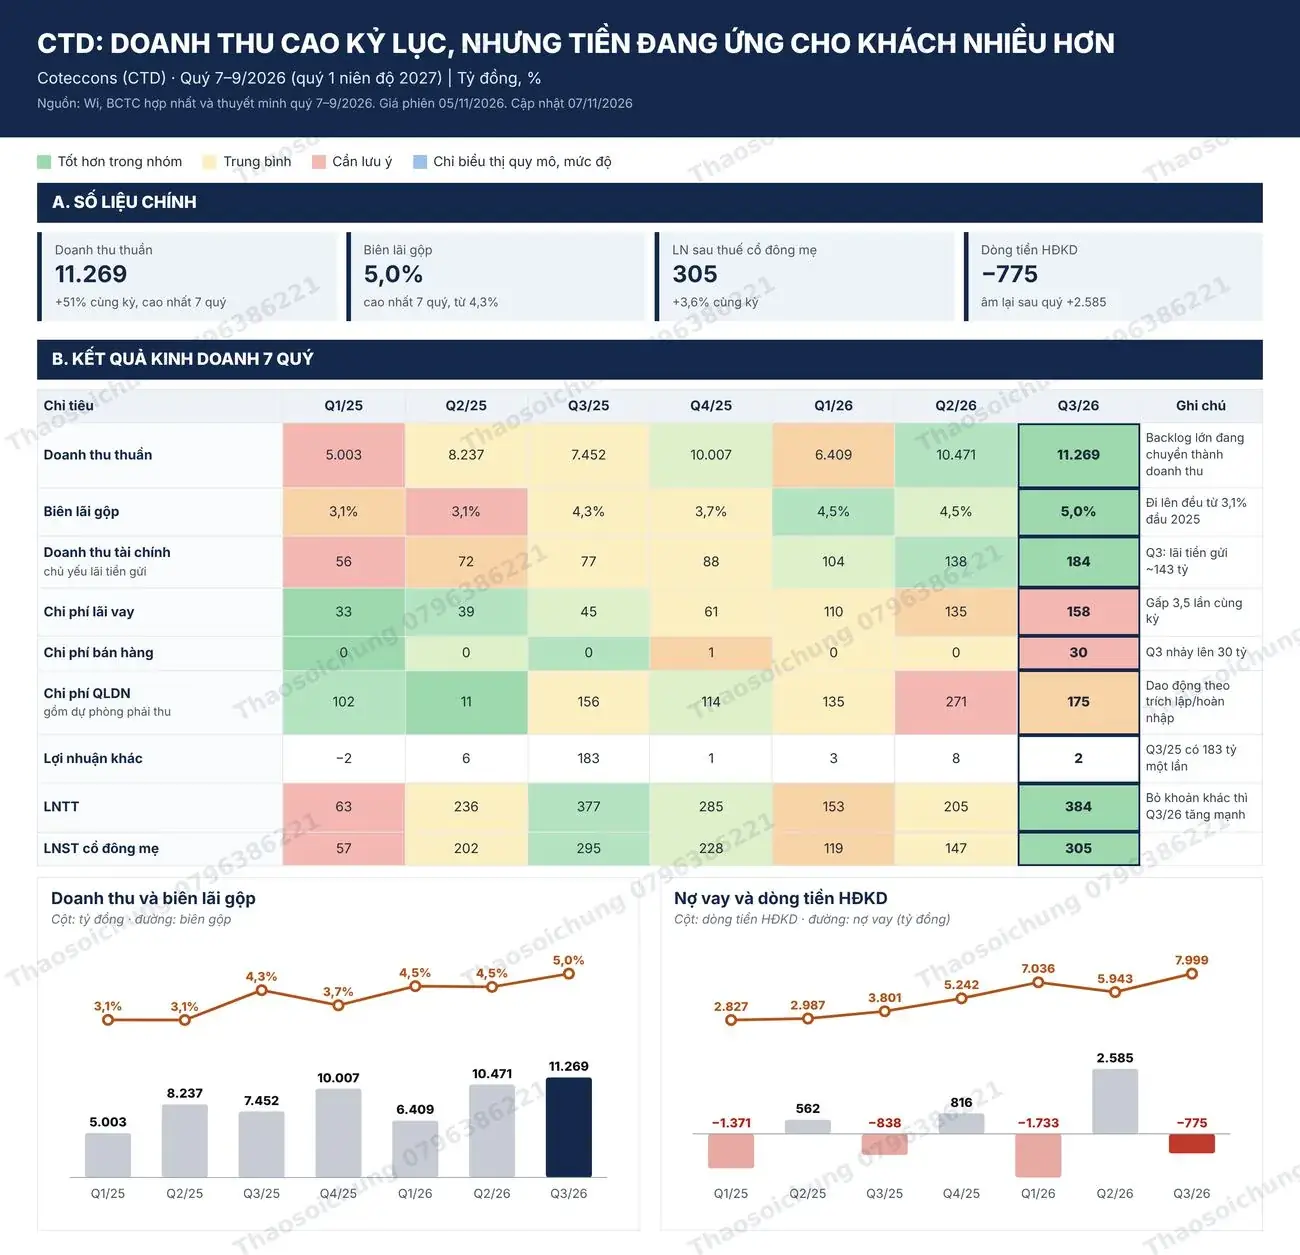 CTD: DOANH THU CAO KỶ LỤC, NHƯNG TIỀN ĐANG ỨNG CHO KHÁCH NHIỀU HƠN
Coteccons (CTD) · Quý 7–9/2026 (quý 1 niên độ 2027) | Tỷ đồng, %
Nguồn: Wi, BCTC hợp nhất và thuyết minh quý 7–9/2026. Giá phiên 05/11/2026. Cập nhật 07/11/2026
Tốt hơn trong nhóm Trung bình Cần lưu ý Chỉ biểu thị quy mô, mức độ
A. SỐ LIỆU CHÍNH
Doanh thu thuần Biên lãi gộp LN sau thuế cổ đông mẹ Dòng tiền HĐKD
11.269 5,0% 305 −775
+51% cùng kỳ, cao nhất 7 quý cao nhất 7 quý, từ 4,3% +3,6% cùng kỳ âm lại sau quý +2.585
B. KẾT QUẢ KINH DOANH 7 QUÝ
Chỉ tiêu Q1/25 Q2/25 Q3/25 Q4/25 Q1/26 Q2/26 Q3/26 Ghi chú
Doanh thu thuần 5.003 8.237 7.452 10.007 6.409 10.471 11.269 Backlog lớn đang
chuyển thành
doanh thu
Biên lãi gộp 3,1% 3,1% 4,3% 3,7% 4,5% 4,5% 5,0% Đi lên đều từ 3,1%
đầu 2025
Doanh thu tài chính 56 72 77 88 104 138 184 Q3: lãi tiền gửi
chủ yếu lãi tiền gửi ~143 tỷ
Chi phí lãi vay 33 39 45 61 110 135 158 Gấp 3,5 lần cùng
kỳ
Chi phí bán hàng 0 0 0 1 0 0 30 Q3 nhảy lên 30 tỷ
Chi phí QLDN 102 11 156 114 135 271 175 Dao động theo
gồm dự phòng phải thu trích lập/hoàn
nhập
Lợi nhuận khác −2 6 183 1 3 8 2 Q3/25 có 183 tỷ
một lần
LNTT 63 236 377 285 153 205 384 Bỏ khoản khác thì
Q3/26 tăng mạnh
LNST cổ đông mẹ 57 202 295 228 119 147 305
Doanh thu và biên lãi gộp
Cột: tỷ đồng · đường: biên gộp
3,1% 3,1% 4,3% 3,7% 4,5% 4,5% 5,0%
5.003 8.237 7.452 10.007 6.409 10.471 11.269
Q1/25 Q2/25 Q3/25 Q4/25 Q1/26 Q2/26 Q3/26
Nợ vay và dòng tiền HĐKD
Cột: dòng tiền HĐKD · đường: nợ vay (tỷ đồng)
2.827 2.987 3.801 5.242 7.036 5.943 7.999
−1.371 562 −838 816 −1.733 2.585 −775
Q1/25 Q2/25 Q3/25 Q4/25 Q1/26 Q2/26 Q3/26
Thaosoichung 0796386221